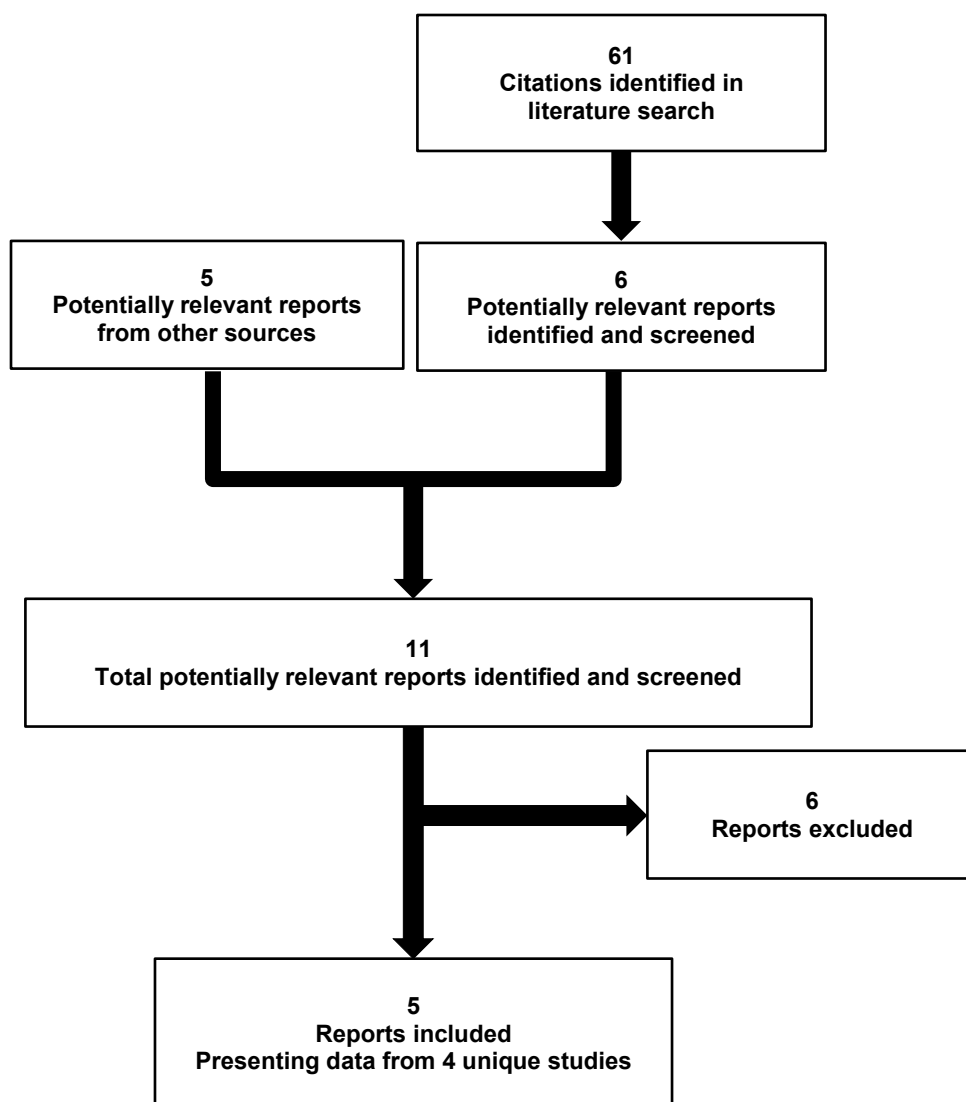 61
Citations identified in
literature search
5
Potentially relevant reports
from other sources
6
Potentially relevant reports
identified and screened
11
Total potentially relevant reports identified and screened
6
Reports excluded
5
Reports included
Presenting data from 4 unique studies